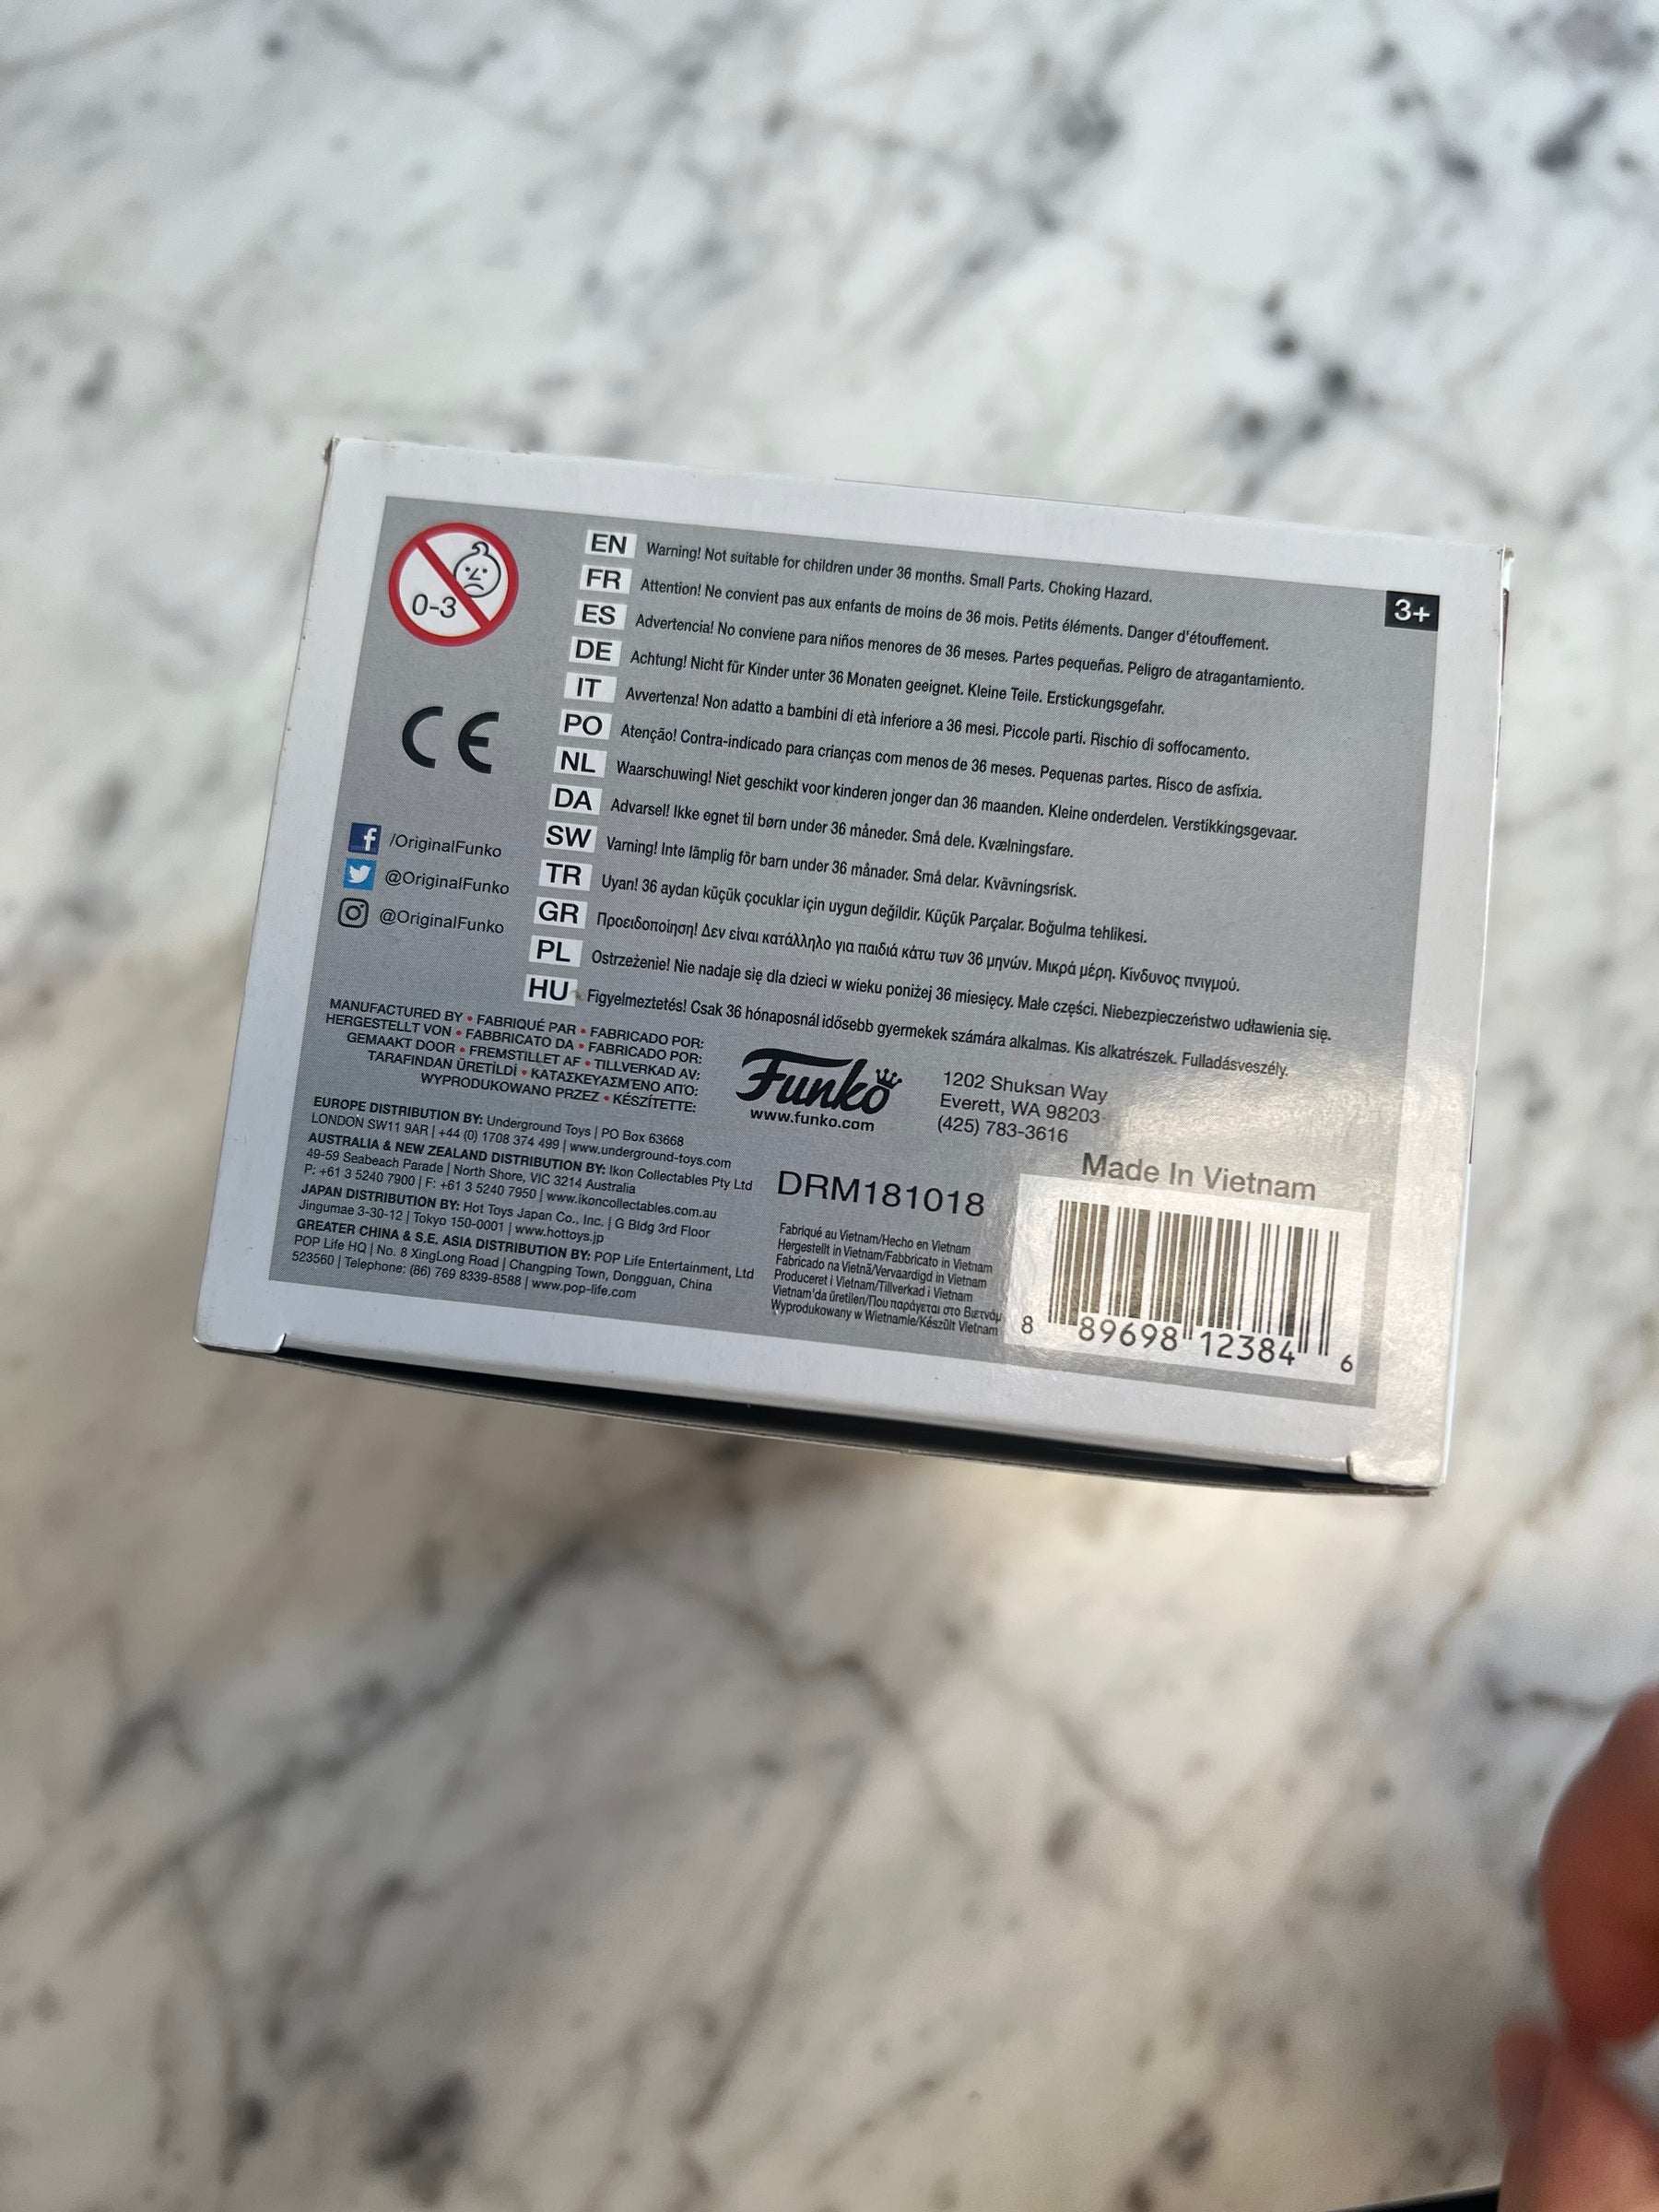 0-3
EN Warning! Not suitable for children under 36 months. Small Parts. Choking Hazard.
3+
FR Attention! Ne convient pas aux enfants de moins de 36 mois. Petits éléments. Danger d'étouffement.
ES Advertencia! No conviene para niños menores de 36 meses. Partes pequeñas. Peligro de atragantamiento.
DE Achtung! Nicht für Kinder unter 36 Monaten geeignet. Kleine Teile. Erstickungsgefahr.
IT Avvertenza! Non adatto a bambini di età inferiore a 36 mesi. Piccole parti. Rischio di soffocamento.
PO Atenção! Contra-indicado para crianças com menos de 36 meses. Pequenas partes. Risco de asfixia.
NL Waarschuwing! Niet geschikt voor kinderen jonger dan 36 maanden. Kleine onderdelen. Verstikkingsgevaar.
DA Advarsel! Ikke egnet til børn under 36 måneder. Små dele. Kvælningsfare.
SW Varning! Inte lämplig för barn under 36 månader. Små delar. Kvävningsrisk.
TR Uyarı! 36 aydan küçük çocuklar için uygun değildir. Küçük Parçalar. Boğulma tehlikesi.
GR Προειδοποίηση! Δεν είναι κατάλληλο για παιδιά κάτω των 36 μηνών. Μικρά μέρη. Κίνδυνος πνιγμού.
PL Ostrzeżenie! Nie nadaje się dla dzieci w wieku poniżej 36 miesięcy. Małe części. Niebezpieczeństwo udławienia się.
HU Figyelmeztetés! Csak 36 hónaposnál idősebb gyermekek számára alkalmas. Kis alkatrészek. Fulladásveszély.
CE
/OriginalFunko
@OriginalFunko
@OriginalFunko
MANUFACTURED BY • FABRIQUÉ PAR • FABRICADO POR:
HERGESTELLT VON • FABBRICATO DA • FABRICADO POR:
GEMAAKT DOOR • FREMSTILLET AF • TILLVERKAD AV:
TARAFINDAN ÜRETİLDİ • ΚΑΤΑΣΚΕΥΑΣΜΈΝΟ ΑΠΌ:
WYPRODUKOWANO PRZEZ • KÉSZÍTETTE:
Funko
www.funko.com
1202 Shuksan Way
Everett, WA 98203
(425) 783-3616
EUROPE DISTRIBUTION BY: Underground Toys | PO Box 63668
LONDON SW11 9AR | +44 (0) 1708 374 499 | www.underground-toys.com
AUSTRALIA & NEW ZEALAND DISTRIBUTION BY: Ikon Collectables Pty Ltd
49-59 Seabeach Parade | North Shore, VIC 3214 Australia
P: +61 3 5240 7900 | F: +61 3 5240 7950 | www.ikoncollectables.com.au
JAPAN DISTRIBUTION BY: Hot Toys Japan Co., Inc. | G Bldg 3rd Floor
Jingumae 3-30-12 | Tokyo 150-0001 | www.hottoys.jp
GREATER CHINA & S.E. ASIA DISTRIBUTION BY: POP Life Entertainment, Ltd
POP Life HQ | No. 8 XingLong Road | Changping Town, Dongguan, China
523560 | Telephone: (86) 769 8339-8588 | www.pop-life.com
DRM181018
Fabriqué au Vietnam/Hecho en Vietnam
Hergestellt in Vietnam/Fabbricato in Vietnam
Fabricado na Vietnã/Vervaardigd in Vietnam
Produceret i Vietnam/Tillverkad i Vietnam
Vietnam'da üretilen/Που παράγεται στο Βιετνάμ
Wyprodukowany w Wietnamie/Készült Vietnam
Made In Vietnam
8 89698 12384 6